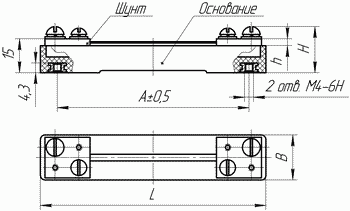 Шунт
Основание
15
4,3
h
H
A±0,5
2 отв. М4-6Н
B
L